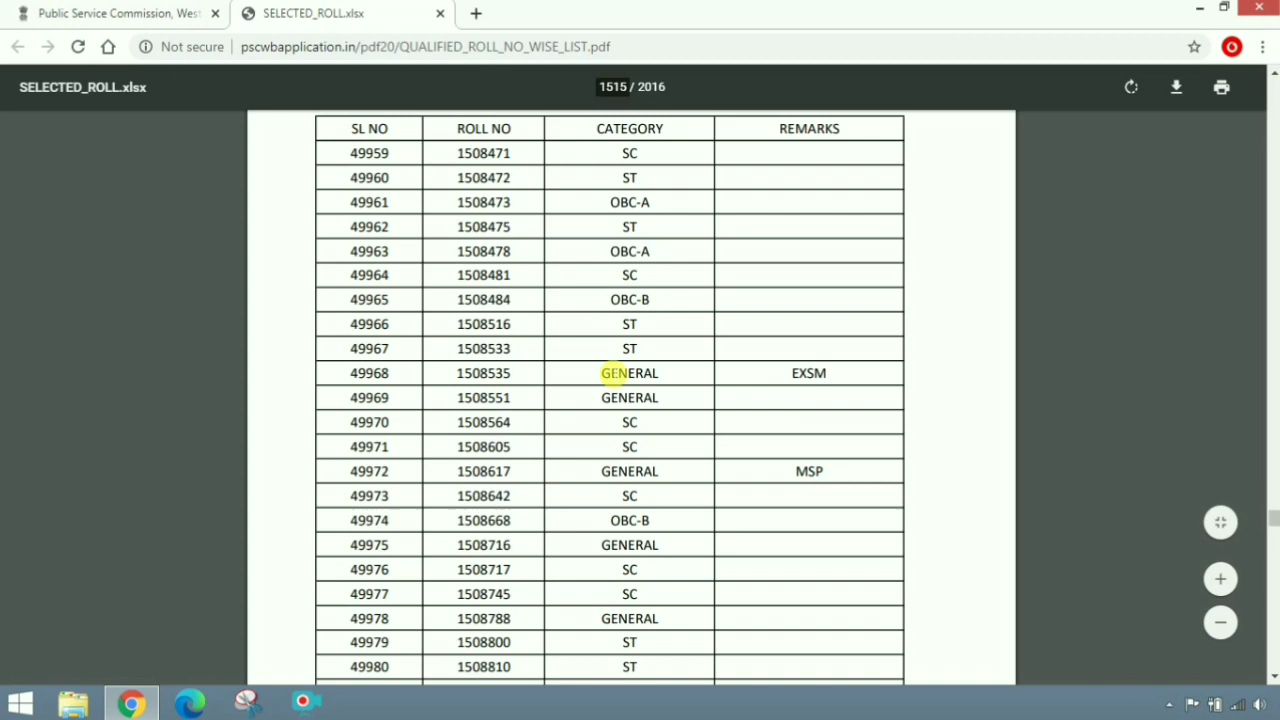 Public Service Commission, West
SELECTED_ROLL.xlsx
Not secure pscwbapplication.in/pdf20/QUALIFIED_ROLL_NO_WISE_LIST.pdf
SELECTED_ROLL.xlsx 1515 / 2016
SL NO ROLL NO CATEGORY REMARKS
49959 1508471 SC
49960 1508472 ST
49961 1508473 OBC-A
49962 1508475 ST
49963 1508478 OBC-A
49964 1508481 SC
49965 1508484 OBC-B
49966 1508516 ST
49967 1508533 ST
49968 1508535 GENERAL EXSM
49969 1508551 GENERAL
49970 1508564 SC
49971 1508605 SC
49972 1508617 GENERAL MSP
49973 1508642 SC
49974 1508668 OBC-B
49975 1508716 GENERAL
49976 1508717 SC
49977 1508745 SC
49978 1508788 GENERAL
49979 1508800 ST
49980 1508810 ST